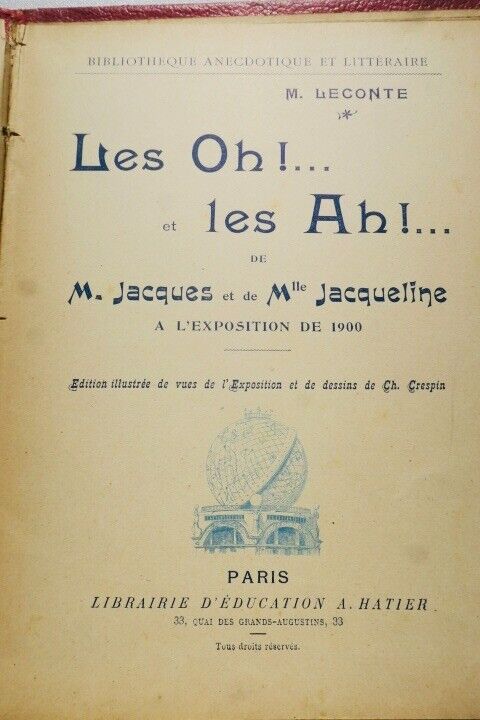 BIBLIOTHÈQUE ANECDOTIQUE ET LITTÉRAIRE
M. LECONTE
Les Oh!...
et les Ah!...
DE
M. Jacques et de Mlle Jacqueline
A L'EXPOSITION DE 1900
Edition illustrée de vues de l'Exposition et de dessins de Ch. Crespin
PARIS
LIBRAIRIE D'ÉDUCATION A. HATIER
33, QUAI DES GRANDS-AUGUSTINS, 33
Tous droits réservés.